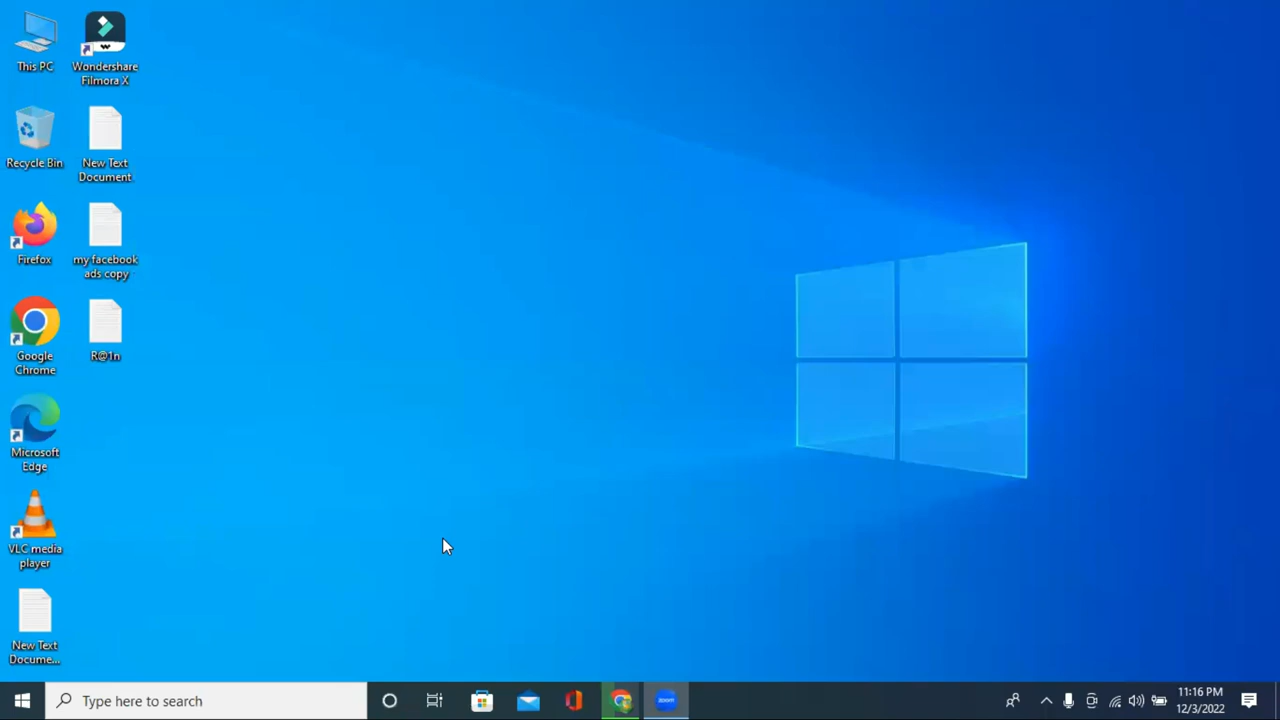 This PC
Wondershare
Filmora X
Recycle Bin
New Text
Document
Firefox
my facebook
ads copy
Google
Chrome
R@1n
Microsoft
Edge
VLC media
player
New Text
Docume...
Type here to search
zoom
11:16 PM
12/3/2022